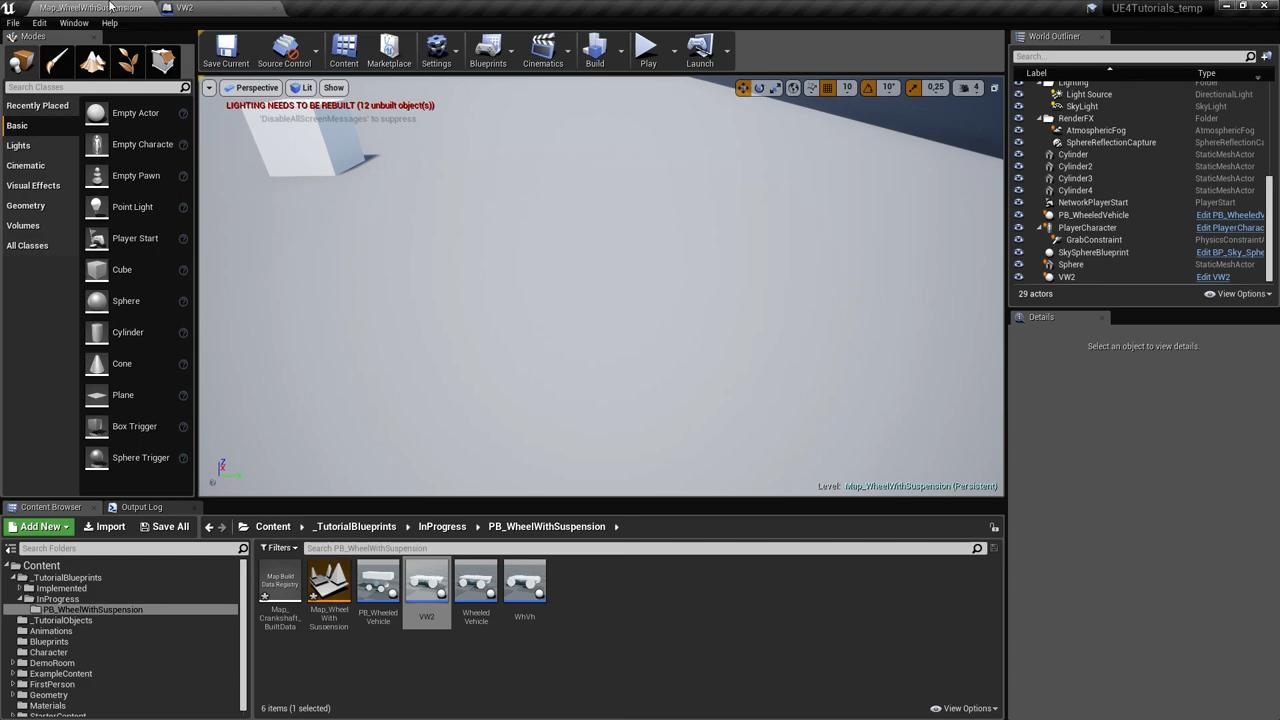 Map_WheelWithSuspension*
VW2
UE4Tutorials_temp
File
Edit
Window
Help
Modes
Search Classes
Recently Placed
Basic
Lights
Cinematic
Visual Effects
Geometry
Volumes
All Classes
Empty Actor
Empty Characte
Empty Pawn
Point Light
Player Start
Cube
Sphere
Cylinder
Cone
Plane
Box Trigger
Sphere Trigger
Save Current
Source Control
Content
Marketplace
Settings
Blueprints
Cinematics
Build
Play
Launch
Perspective
Lit
Show
10
10°
0,25
4
LIGHTING NEEDS TO BE REBUILT (12 unbuilt object(s))
'DisableAllScreenMessages' to suppress
Z
Level: Map_WheelWithSuspension (Persistent)
World Outliner
Search...
Label
Type
Lighting
Folder
Light Source
DirectionalLight
SkyLight
SkyLight
RenderFX
Folder
AtmosphericFog
AtmosphericFog
SphereReflectionCapture
SphereReflectionCa
Cylinder
StaticMeshActor
Cylinder2
StaticMeshActor
Cylinder3
StaticMeshActor
Cylinder4
StaticMeshActor
NetworkPlayerStart
PlayerStart
PB_WheeledVehicle
Edit PB_WheeledV
PlayerCharacter
Edit PlayerCharac
GrabConstraint
PhysicsConstraintA
SkySphereBlueprint
Edit BP_Sky_Sphe
Sphere
StaticMeshActor
VW2
Edit VW2
29 actors
View Options
Details
Select an object to view details.
Content Browser
Output Log
Add New
Import
Save All
Content
_TutorialBlueprints
InProgress
PB_WheelWithSuspension
Search Folders
Filters
Search PB_WheelWithSuspension
Content
_TutorialBlueprints
Implemented
InProgress
PB_WheelWithSuspension
_TutorialObjects
Animations
Blueprints
Character
DemoRoom
ExampleContent
FirstPerson
Geometry
Materials
StarterContent
Map Build
Data Registry
Map_
Crankshaft_
BuiltData
Map_Wheel
With
Suspension
PB_Wheeled
Vehicle
VW2
Wheeled
Vehicle
WhVh
6 items (1 selected)
View Options